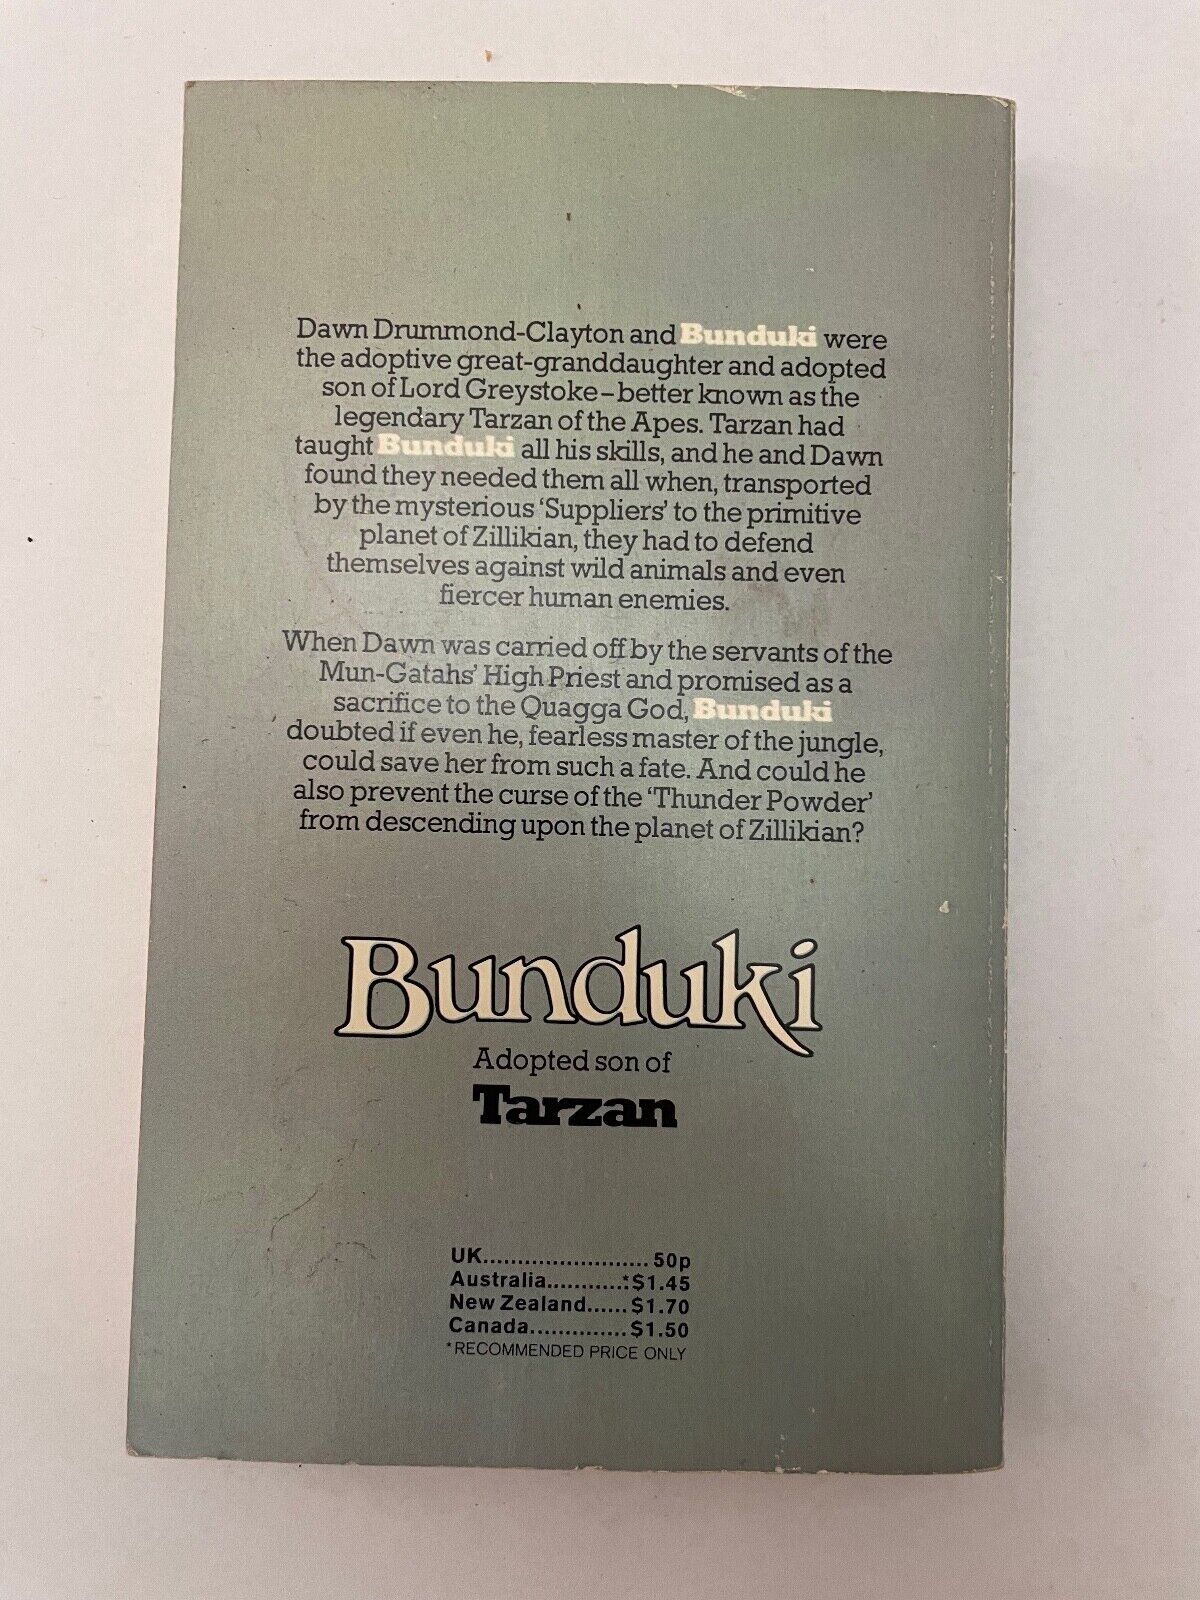 Dawn Drummond-Clayton and Bunduki were
the adoptive great-granddaughter and adopted
son of Lord Greystoke–better known as the
legendary Tarzan of the Apes. Tarzan had
taught Bunduki all his skills, and he and Dawn
found they needed them all when, transported
by the mysterious ‘Suppliers’ to the primitive
planet of Zillikian, they had to defend
themselves against wild animals and even
fiercer human enemies.
When Dawn was carried off by the servants of the
Mun-Gatahs’ High Priest and promised as a
sacrifice to the Quagga God, Bunduki
doubted if even he, fearless master of the jungle,
could save her from such a fate. And could he
also prevent the curse of the ‘Thunder Powder’
from descending upon the planet of Zillikian?
Bunduki
Adopted son of
Tarzan
UK........................ 50p
Australia...........:*$1.45
New Zealand...... $1.70
Canada.............. $1.50
*RECOMMENDED PRICE ONLY